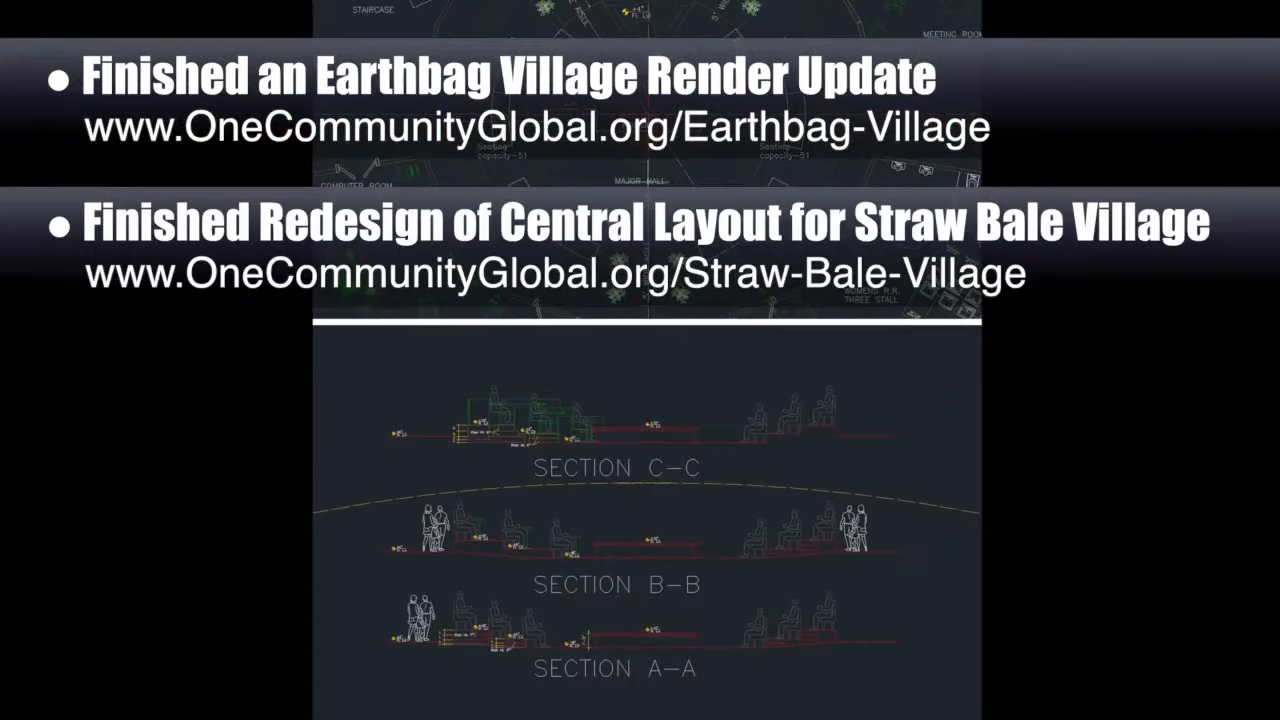 STAIRCASE
MEETING ROOM
• Finished an Earthbag Village Render Update
www.OneCommunityGlobal.org/Earthbag-Village
Seating
capacity-51
Seating
capacity-51
COMPUTER ROOM
MAJOR HALL
• Finished Redesign of Central Layout for Straw Bale Village
www.OneCommunityGlobal.org/Straw-Bale-Village
WOMENS R.R.
THREE STALL
SECTION C-C
SECTION B-B
SECTION A-A